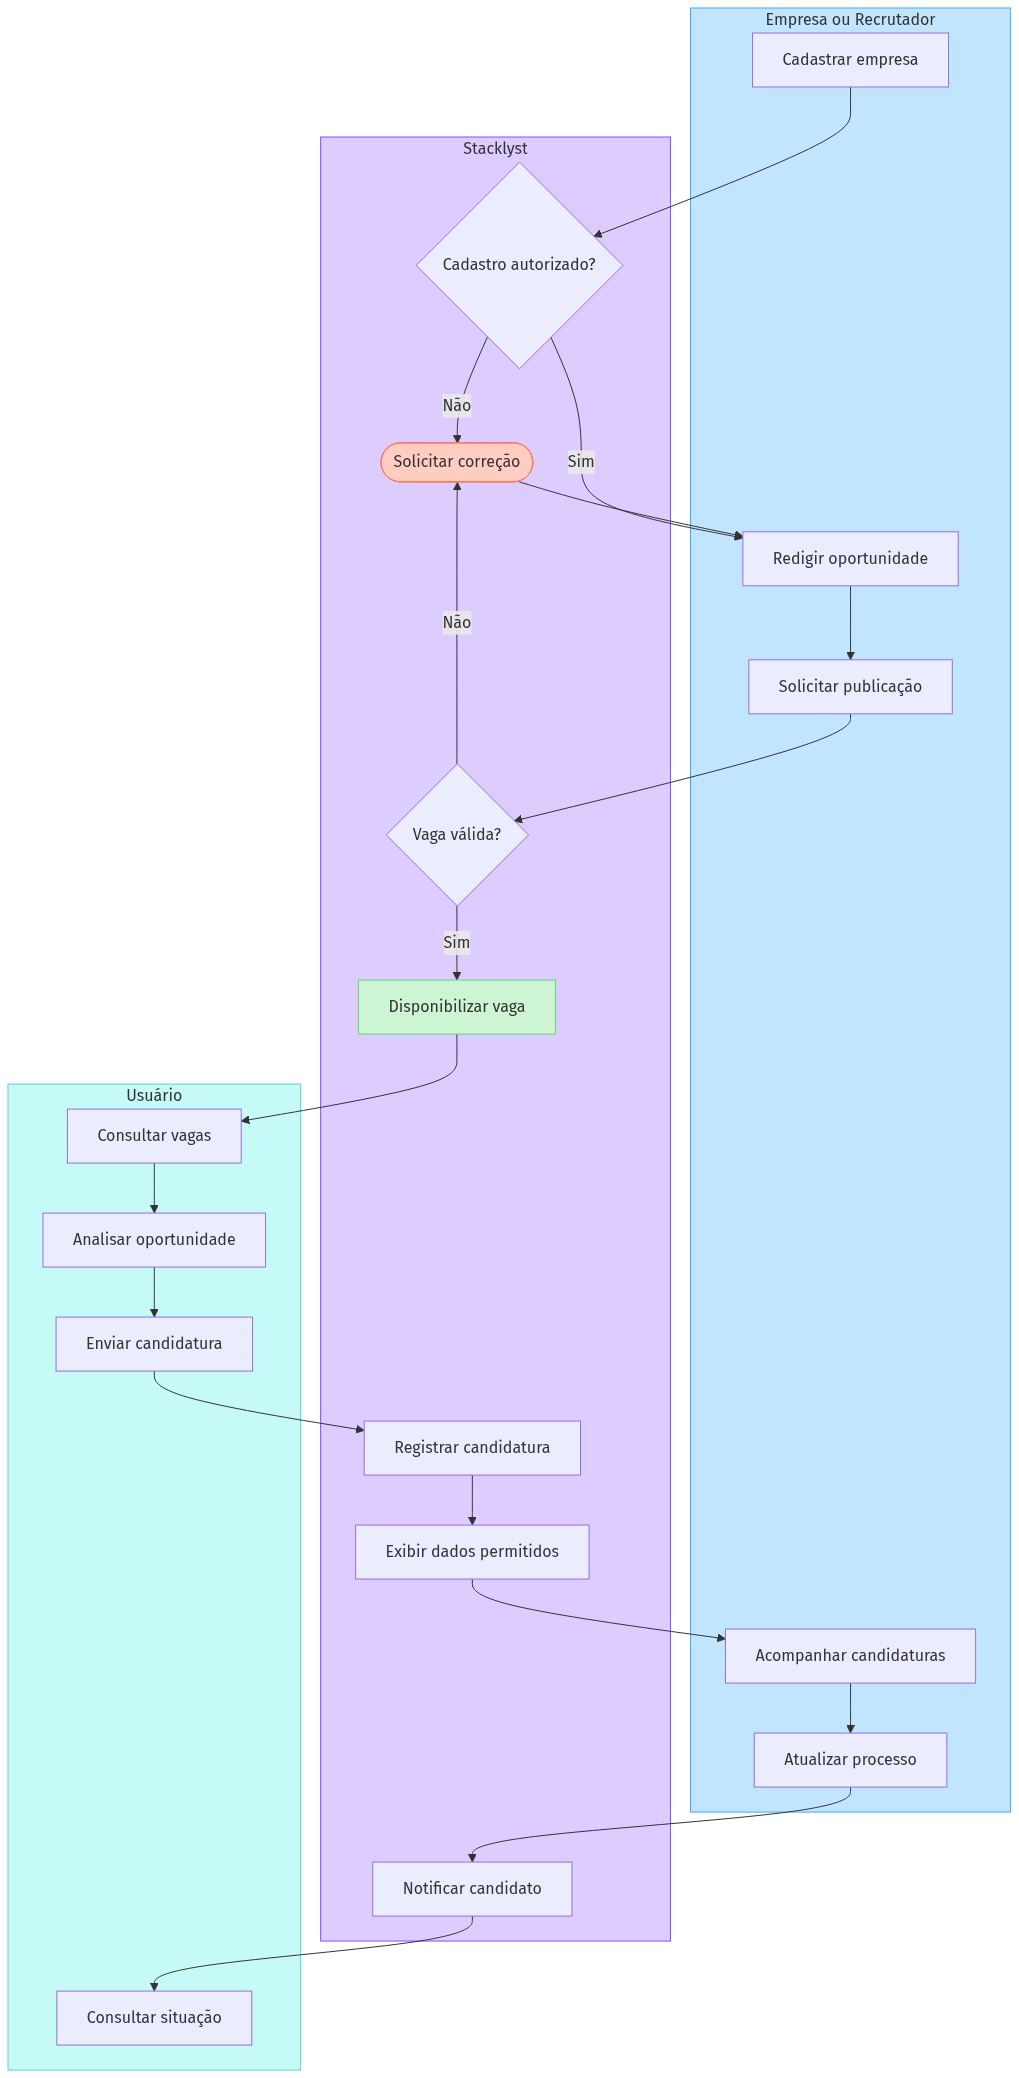 Empresa ou Recrutador
Cadastrar empresa
Stacklyst
Cadastro autorizado?
Não
Solicitar correção
Sim
Redigir oportunidade
Não
Solicitar publicação
Vaga válida?
Sim
Disponibilizar vaga
Usuário
Consultar vagas
Analisar oportunidade
Enviar candidatura
Registrar candidatura
Exibir dados permitidos
Acompanhar candidaturas
Atualizar processo
Notificar candidato
Consultar situação